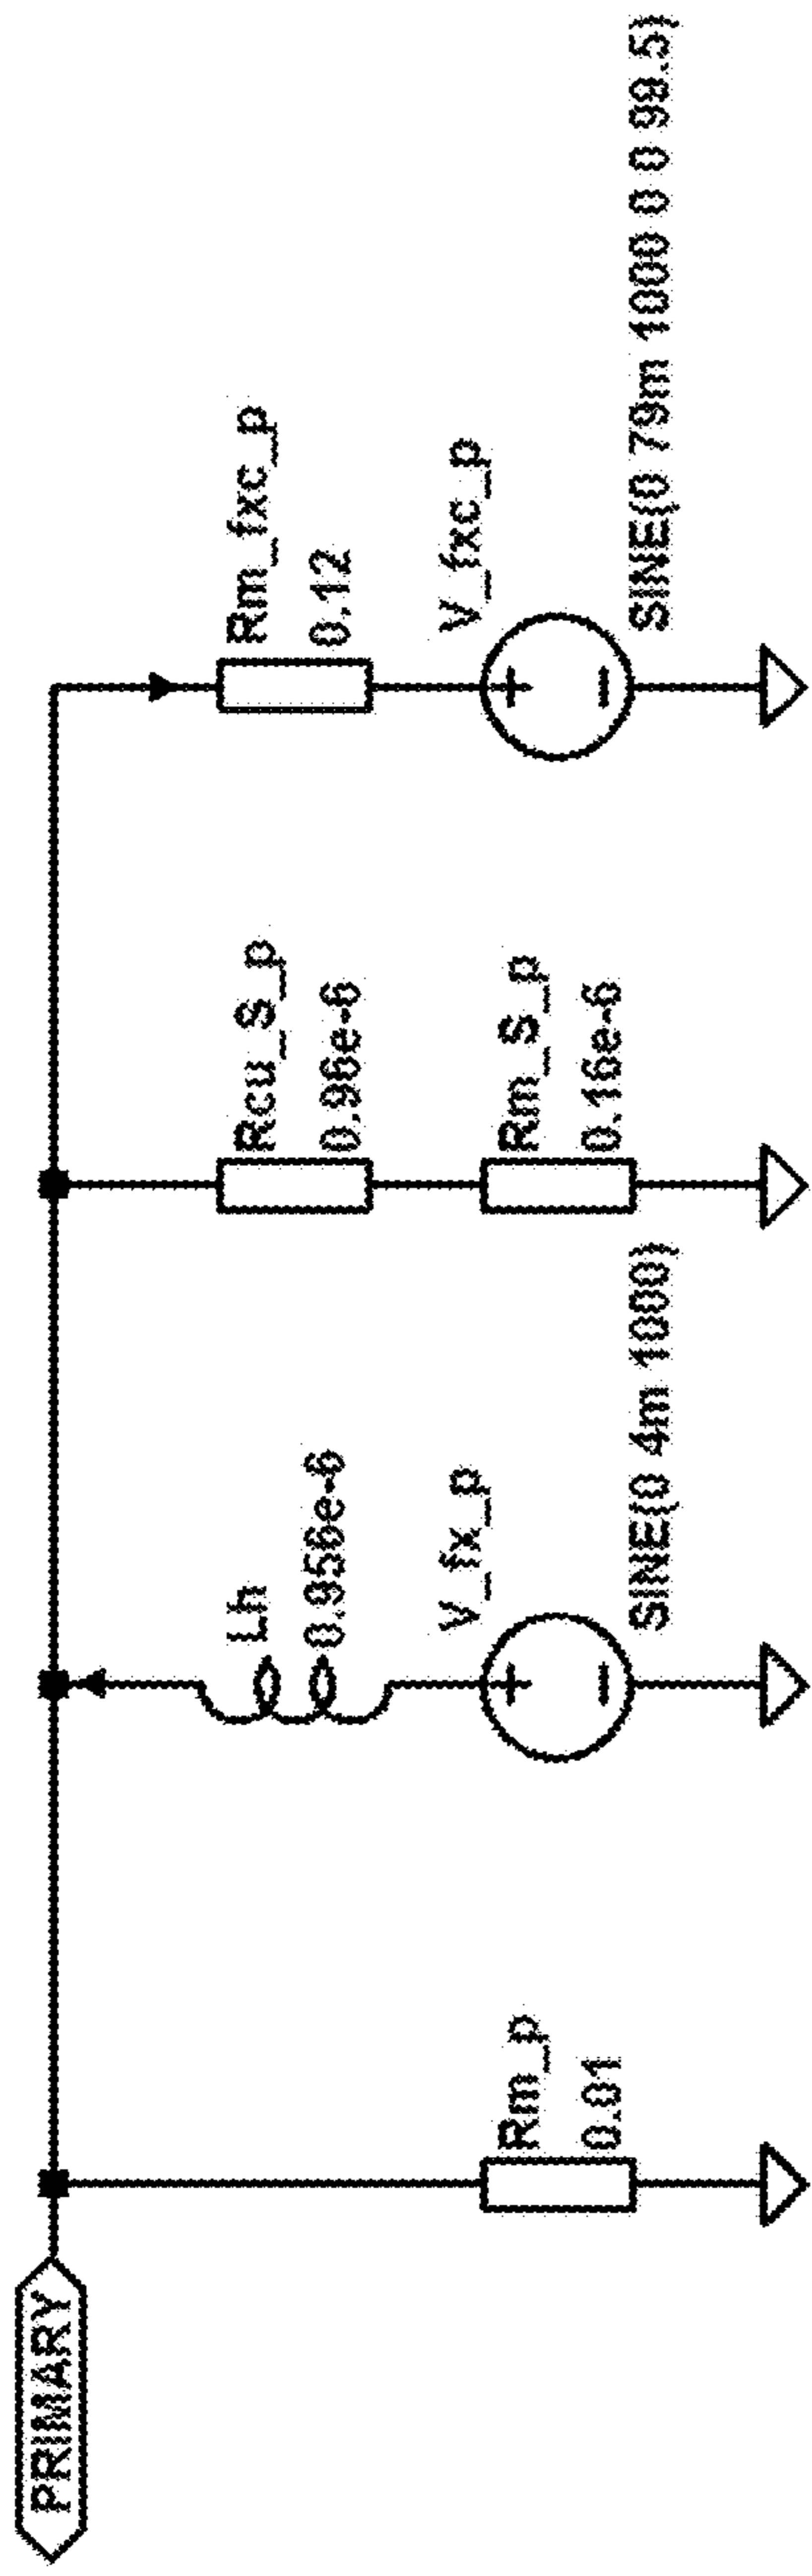 PRIMARY
Rm_p
0.01
Lh
0.956e-6
V_fx_p
SINE(0 4m 1000)
Rcu_S_p
0.96e-6
Rm_S_p
0.16e-6
Rm_fxc_p
0.12
V_fxc_p
SINE(0 79m 1000 0 0 99.5)